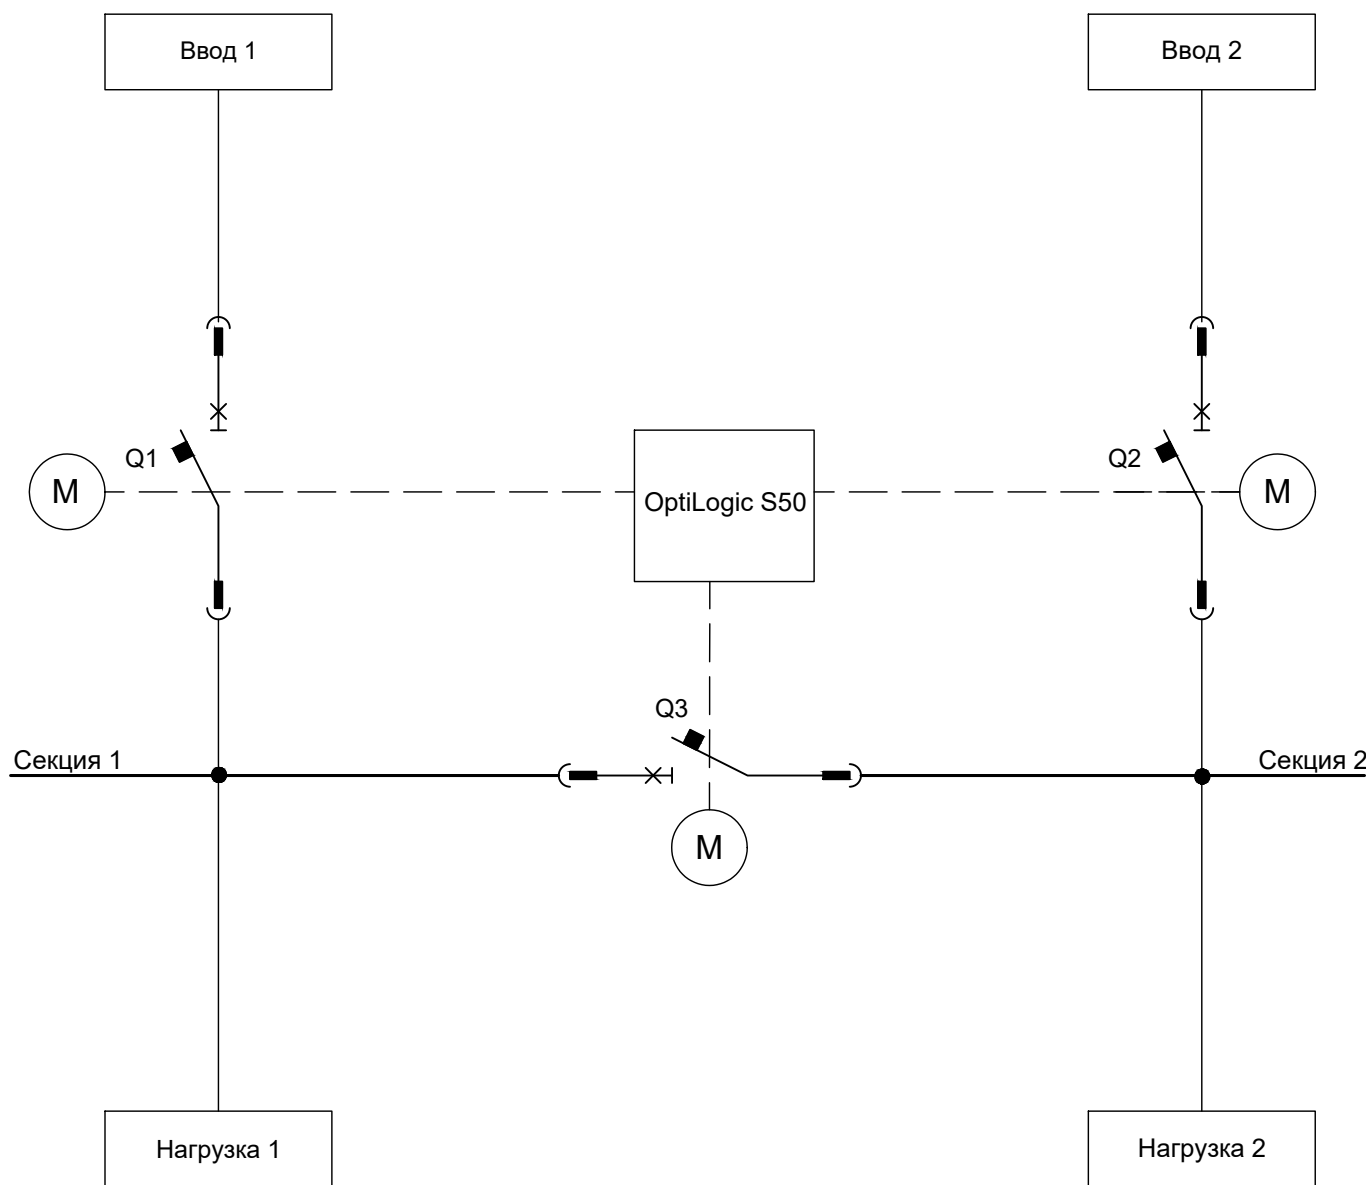 Ввод 1
Ввод 2
Q1
M
OptiLogic S50
Q2
M
Q3
Секция 1
Секция 2
M
Нагрузка 1
Нагрузка 2